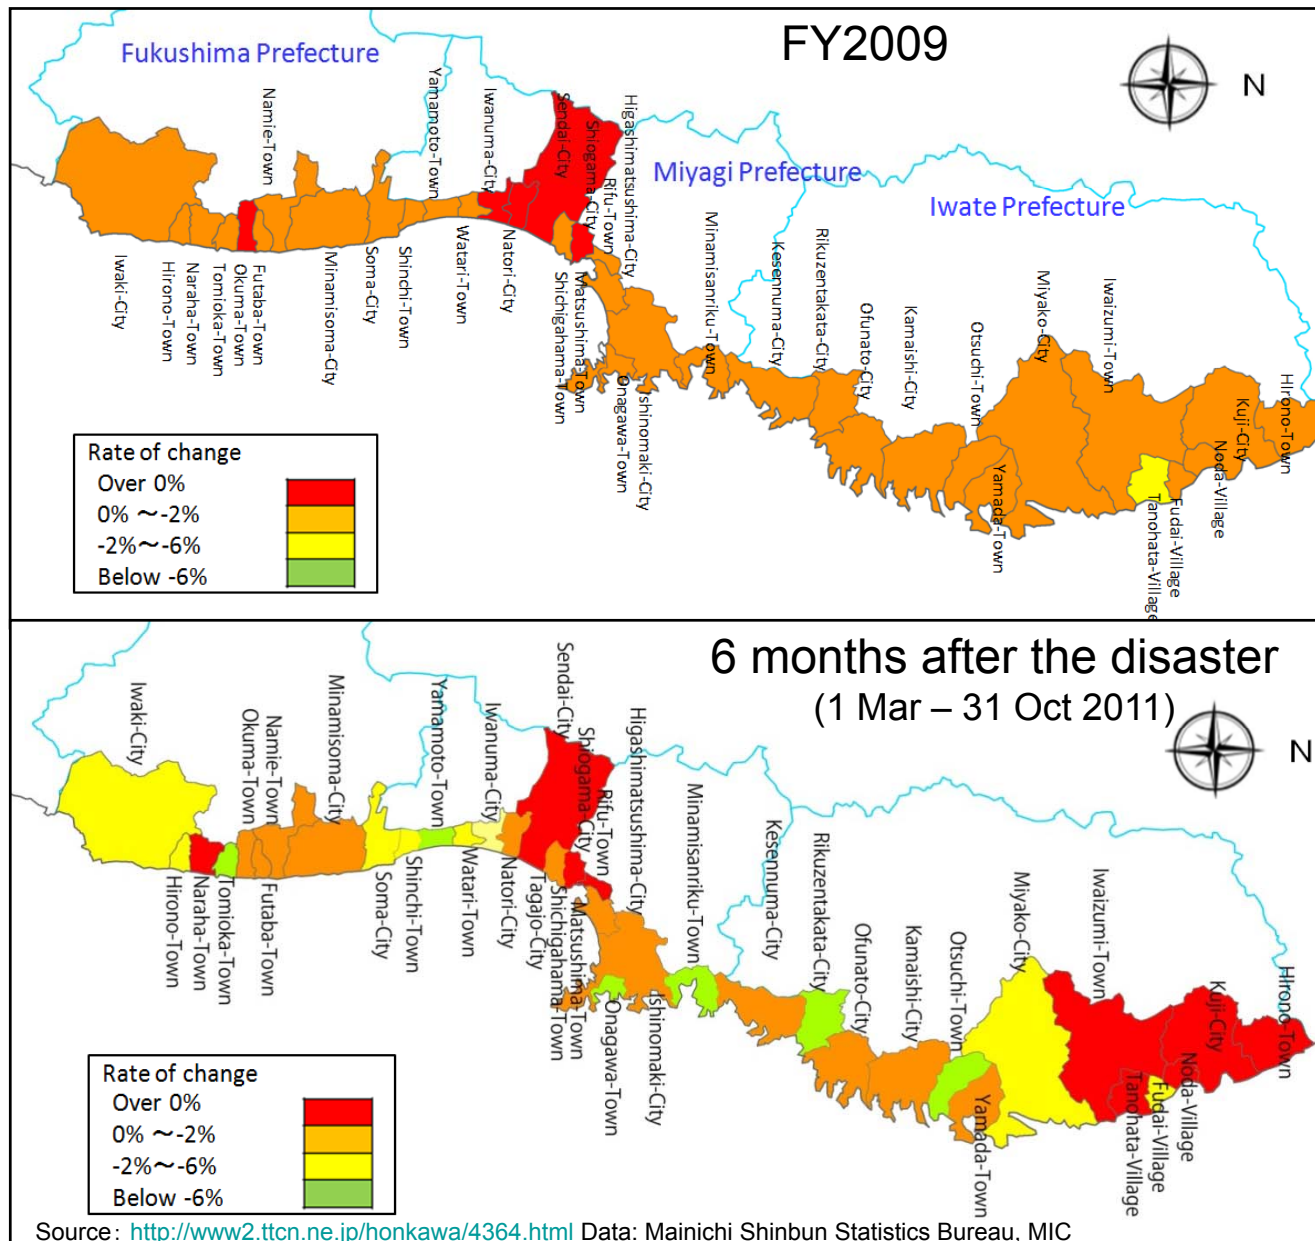 FY2009
Fukushima Prefecture
Miyagi Prefecture
Iwate Prefecture
N
Namie-Town
Yamamoto-Town
Iwanuma-City
Sendai-City
Shiogama-City
Rifu-Town
Higashimatsushima-City
Minamisanriku-Town
Kesennuma-City
Rikuzentakata-City
Ofunato-City
Kamaishi-City
Otsuchi-Town
Miyako-City
Iwaizumi-Town
Kuji-City
Hirono-Town
Iwaki-City
Hirono-Town
Naraha-Town
Tomioka-Town
Okuma-Town
Futaba-Town
Minamisoma-City
Soma-City
Shinchi-Town
Watari-Town
Natori-City
Shichigahama-Town
Matsushima-Town
Onagawa-Town
Ishinomaki-City
Yamada-Town
Tanohata-Village
Fudai-Village
Noda-Village
Rate of change
Over 0%
0% ～-2%
-2%～-6%
Below -6%
6 months after the disaster
(1 Mar – 31 Oct 2011)
N
Iwaki-City
Okuma-Town
Namie-Town
Minamisoma-City
Yamamoto-Town
Iwanuma-City
Sendai-City
Shiogama-City
Rifu-Town
Higashimatsushima-City
Minamisanriku-Town
Kesennuma-City
Rikuzentakata-City
Ofunato-City
Kamaishi-City
Otsuchi-Town
Miyako-City
Iwaizumi-Town
Kuji-City
Hirono-Town
Hirono-Town
Naraha-Town
Tomioka-Town
Futaba-Town
Soma-City
Shinchi-Town
Watari-Town
Natori-City
Tagajo-City
Shichigahama-Town
Matsushima-Town
Onagawa-Town
Ishinomaki-City
Yamada-Town
Tanohata-Village
Fudai-Village
Noda-Village
Rate of change
Over 0%
0% ～-2%
-2%～-6%
Below -6%
Source: http://www2.ttcn.ne.jp/honkawa/4364.html Data: Mainichi Shinbun Statistics Bureau, MIC